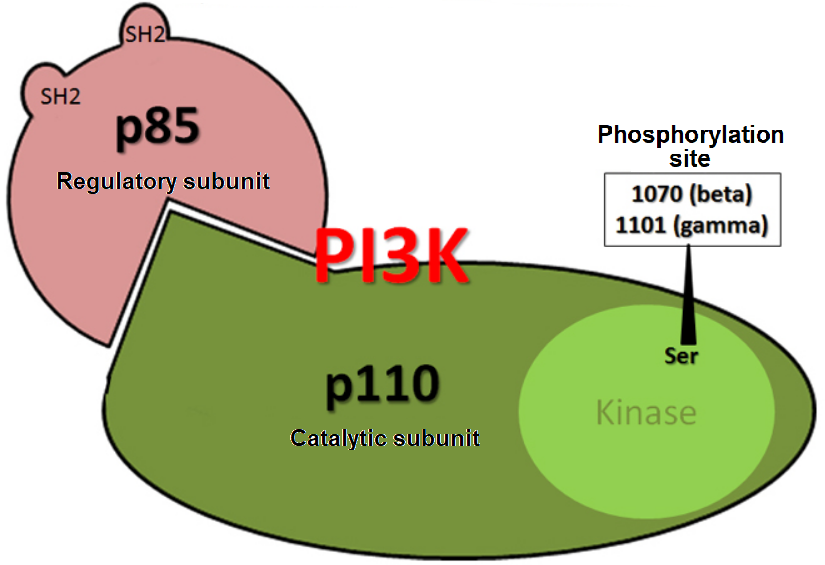 SH2
SH2
p85
Regulatory subunit
Phosphorylation
site
1070 (beta)
1101 (gamma)
PI3K
Ser
p110
Kinase
Catalytic subunit